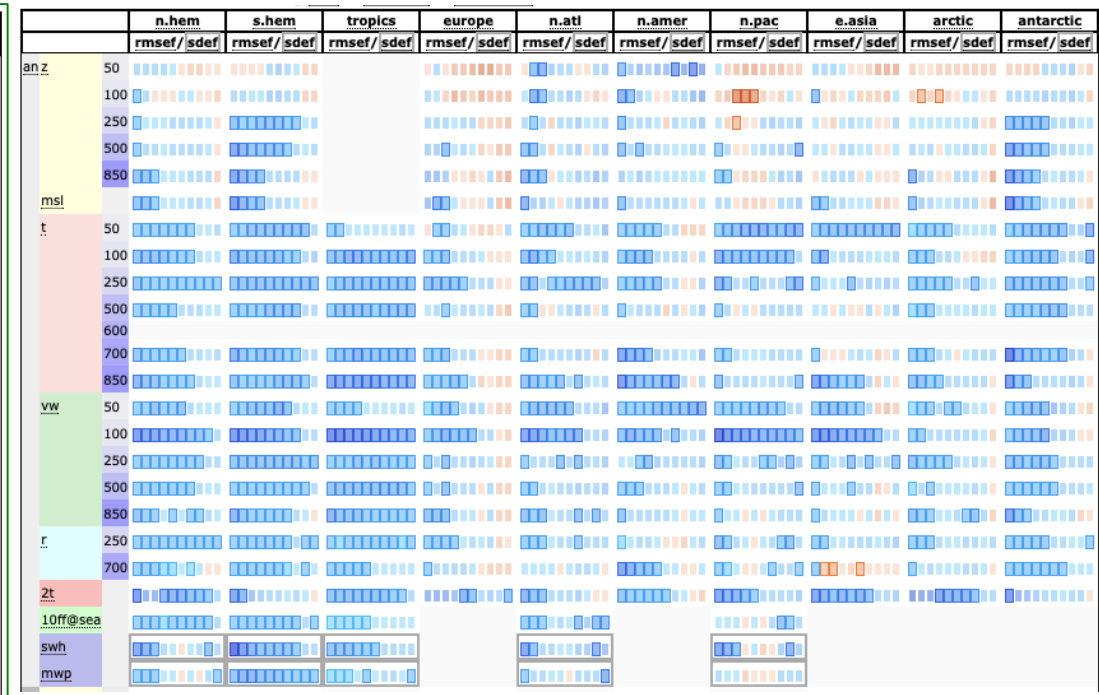 n.hem s.hem tropics europe n.atl n.amer n.pac e.asia arctic antarctic
rmsef/ sdef rmsef/ sdef rmsef/ sdef rmsef/ sdef rmsef/ sdef rmsef/ sdef rmsef/ sdef rmsef/ sdef rmsef/ sdef rmsef/ sdef
an z 50
100
250
500
850
msl
t 50
100
250
500
600
700
850
vw 50
100
250
500
850
r 250
700
2t
10ff@sea
swh
mwp